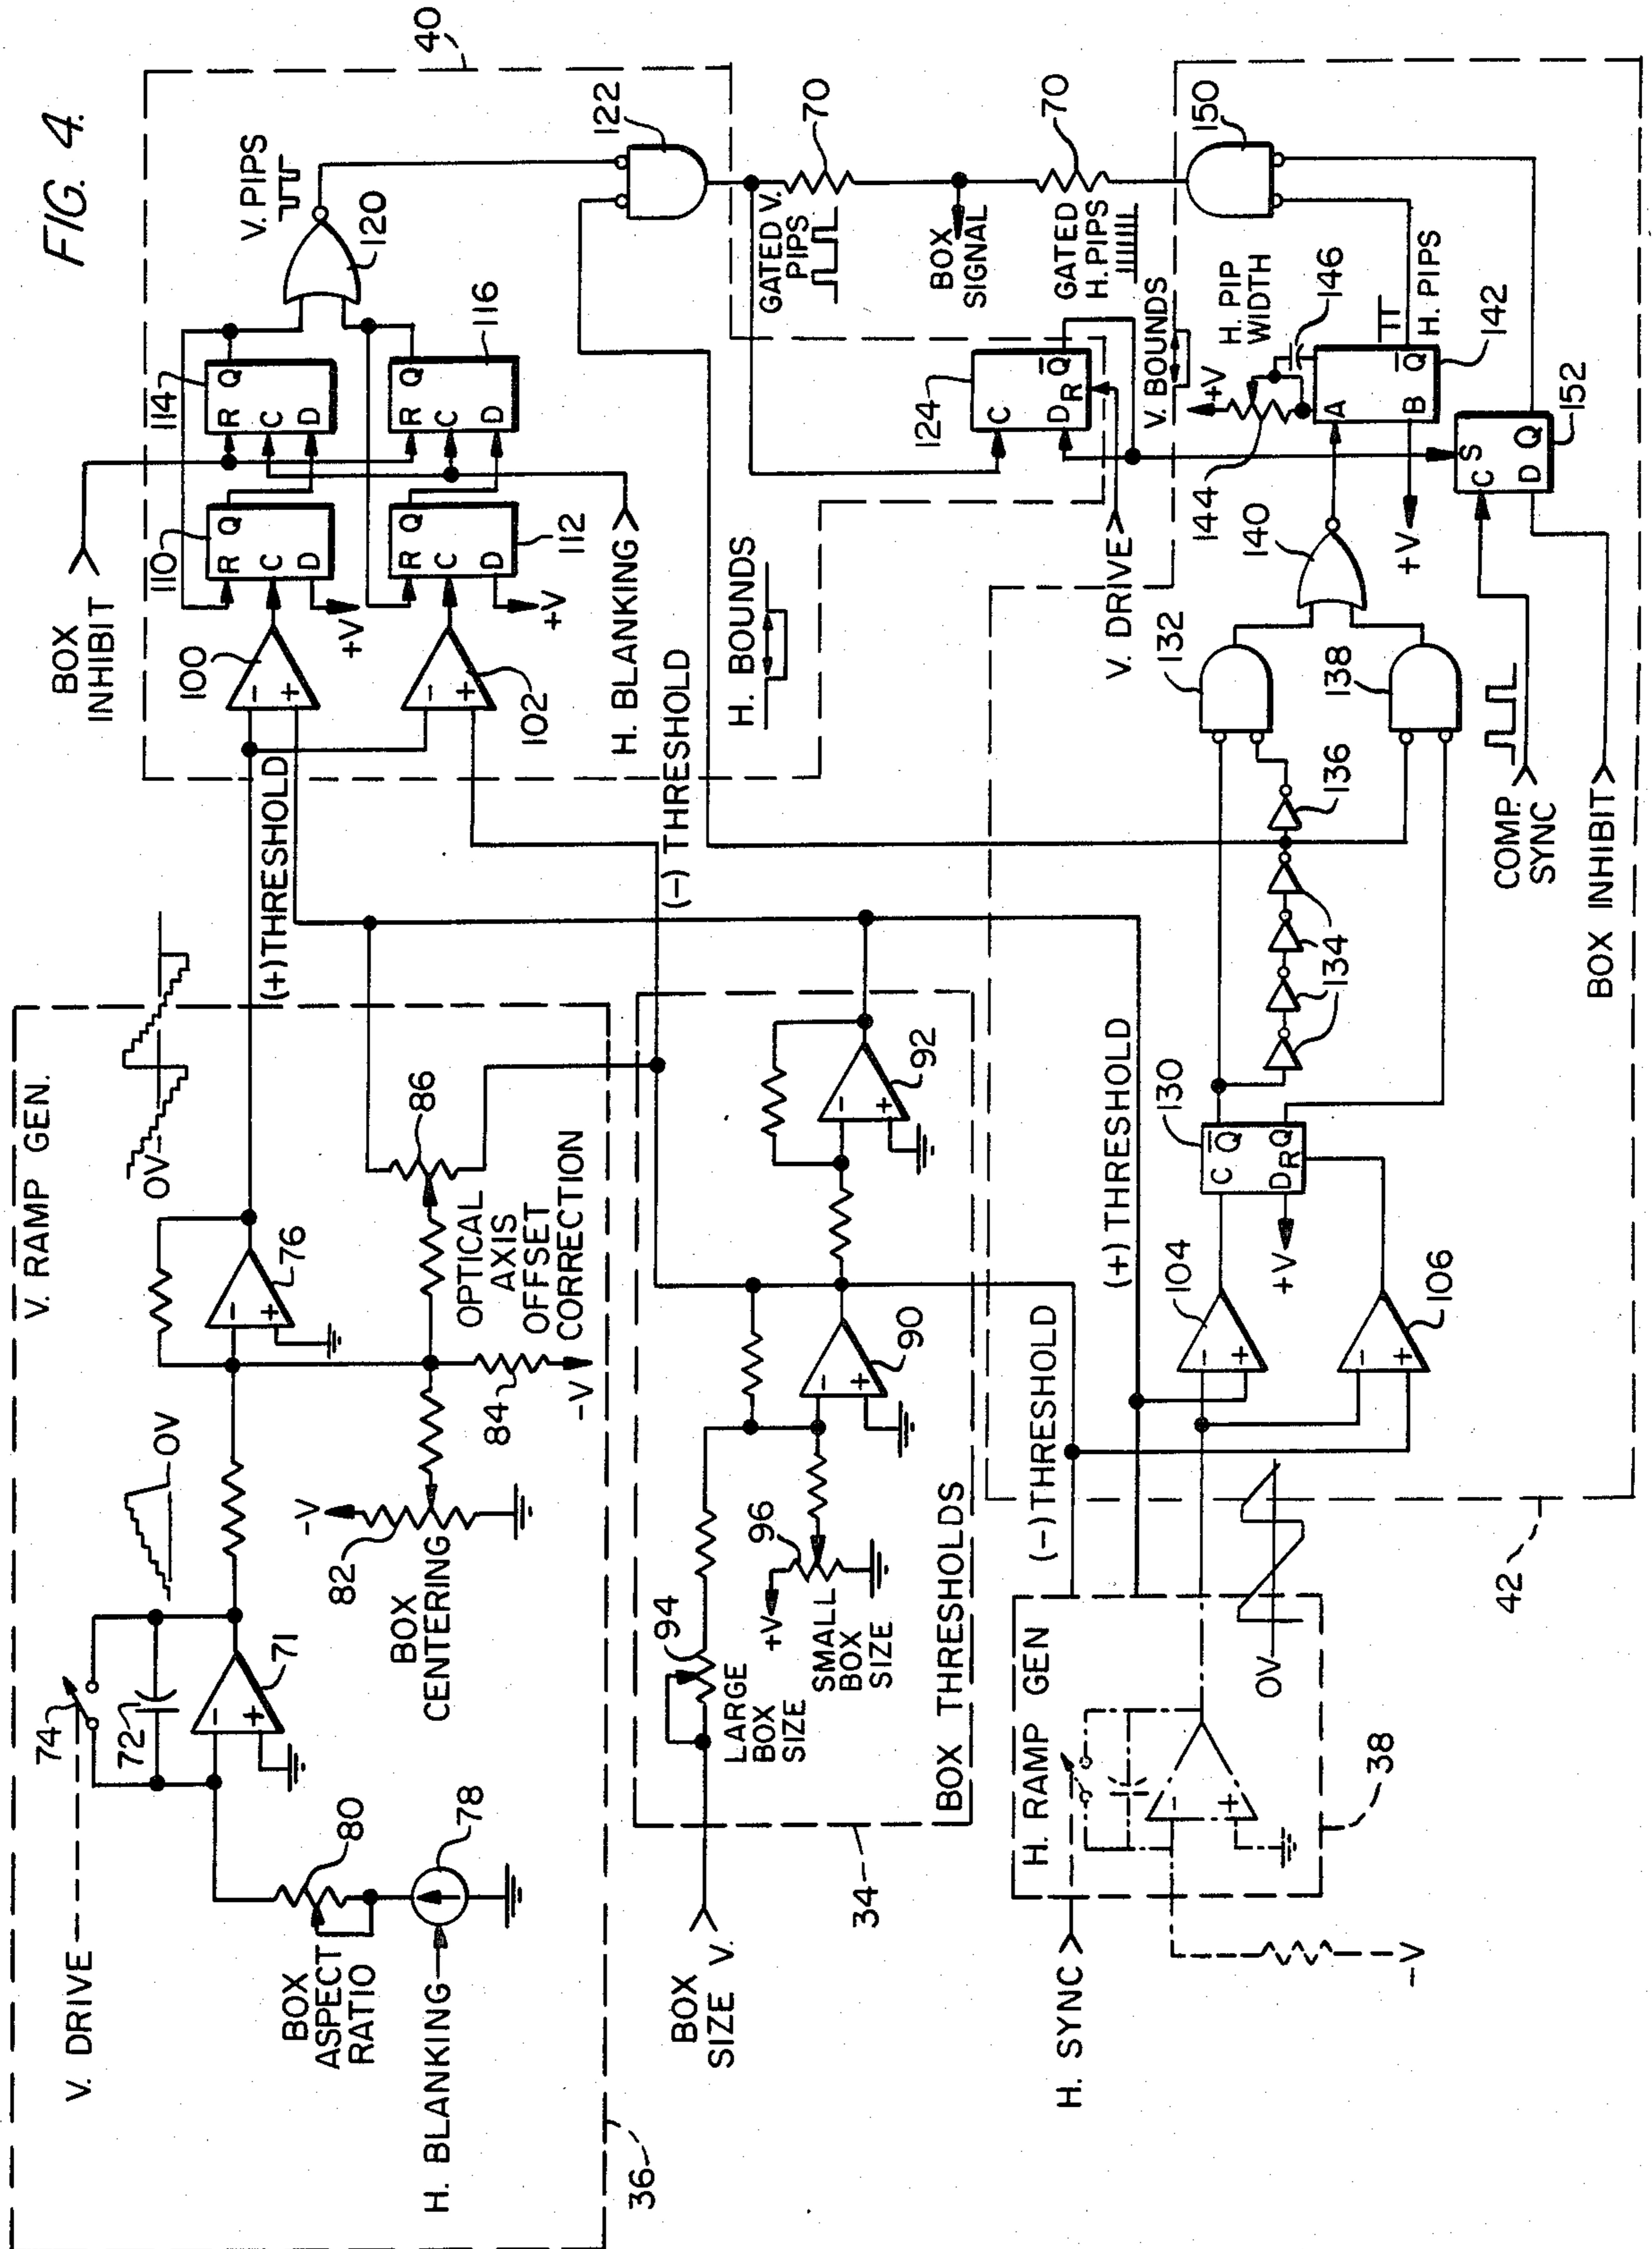 FIG. 4.
V. RAMP GEN.
V. DRIVE
74
72
-
+
71
0V
80
BOX
ASPECT
RATIO
78
H. BLANKING
36
-V
82
BOX
CENTERING
84
-V
-
+
76
0V
86
OPTICAL
AXIS
OFFSET
CORRECTION
(+) THRESHOLD
BOX
INHIBIT
100
-
+
102
-
+
110
R Q
C
D
+V
112
R Q
C
D
+V
114
R Q
C
D
116
R Q
C
D
120
V. PIPS
40
122
H. BLANKING
H. BOUNDS
(-) THRESHOLD
GATED V.
PIPS
70
BOX
SIGNAL
70
GATED
H. PIPS
124
C
D
R
Q
V. DRIVE
V. BOUNDS
BOX
SIZE V.
94
LARGE
BOX
SIZE
96
+V
SMALL
BOX
SIZE
-
+
90
-
+
92
BOX THRESHOLDS
34
H. SYNC
H. RAMP GEN
-
+
-V
38
0V
(-) THRESHOLD
(+) THRESHOLD
42
104
-
+
106
-
+
130
C Q
D Q
R
+V
134
136
132
138
140
144
+V
H. PIP
WIDTH
146
A
B Q
142
+V
H. PIPS
150
152
S
C
D Q
COMP.
SYNC
BOX INHIBIT